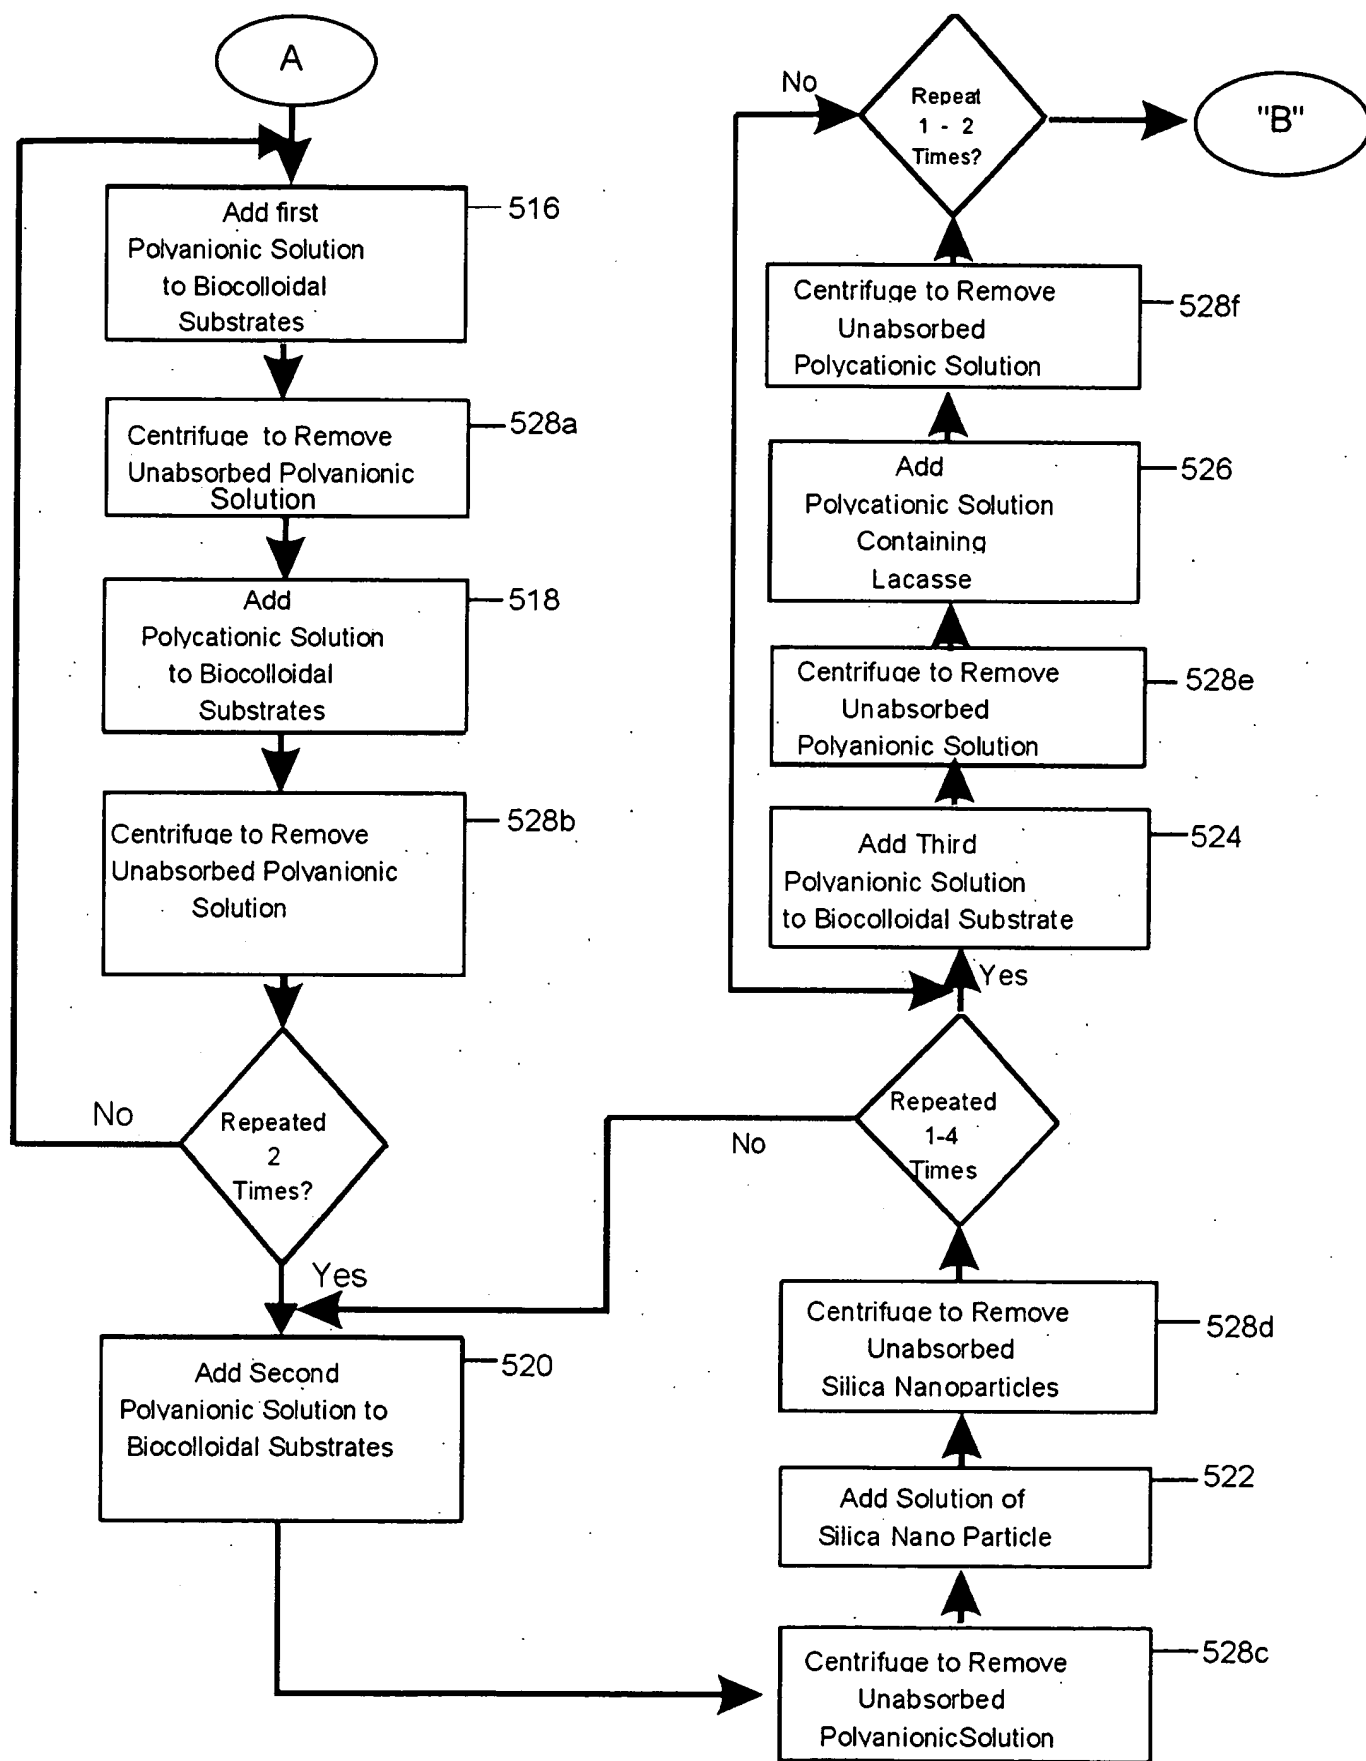 A
Add first
Polyanionic Solution
to Biocolloidal
Substrates
516
Centrifuge to Remove
Unabsorbed Polyanionic
Solution
528a
Add
Polycationic Solution
to Biocolloidal
Substrates
518
Centrifuge to Remove
Unabsorbed Polyanionic
Solution
528b
Repeated
2
Times?
No
Yes
Add Second
Polyanionic Solution to
Biocolloidal Substrates
520
Centrifuge to Remove
Unabsorbed
PolyanionicSolution
528c
Add Solution of
Silica Nano Particle
522
Centrifuge to Remove
Unabsorbed
Silica Nanoparticles
528d
Repeated
1-4
Times
No
Yes
Add Third
Polyanionic Solution
to Biocolloidal Substrate
524
Centrifuge to Remove
Unabsorbed
Polyanionic Solution
528e
Add
Polycationic Solution
Containing
Lacasse
526
Centrifuge to Remove
Unabsorbed
Polycationic Solution
528f
Repeat
1 - 2
Times?
No
"B"